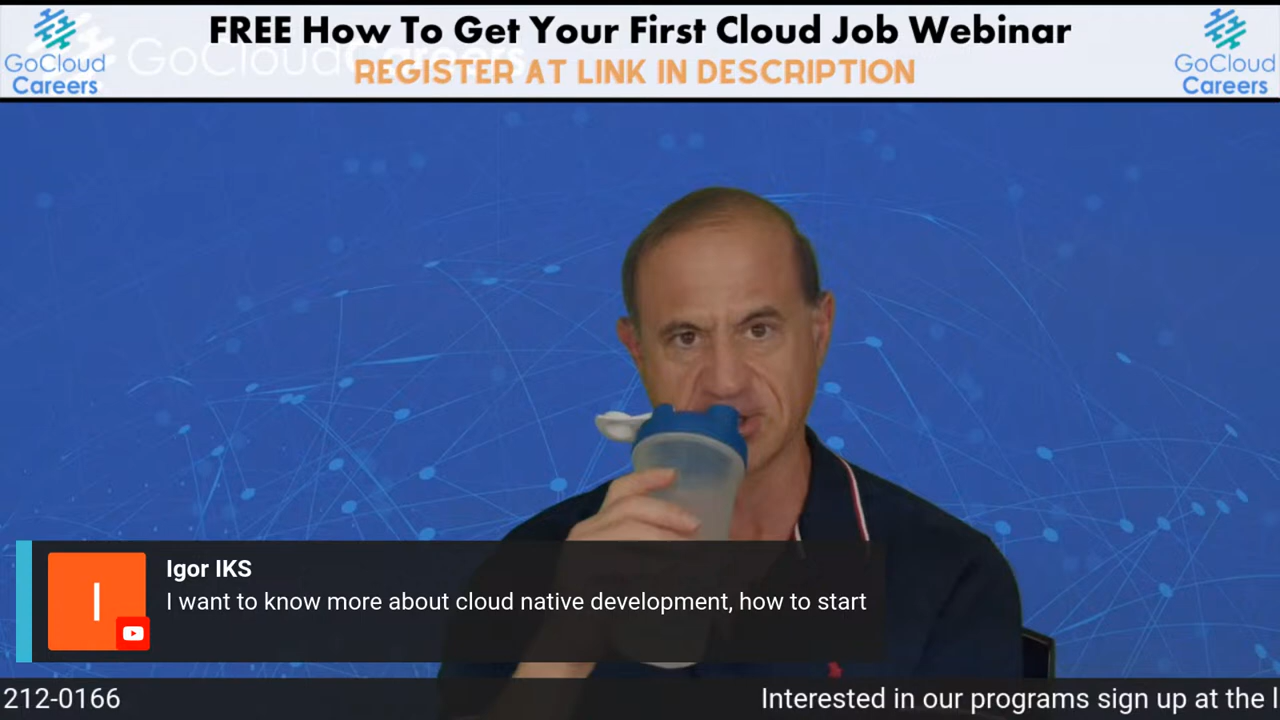 FREE How To Get Your First Cloud Job Webinar
GoCloudCareers
REGISTER AT LINK IN DESCRIPTION
GoCloud
Careers
GoCloud
Careers
I
Igor IKS
I want to know more about cloud native development, how to start
212-0166
Interested in our programs sign up at the l